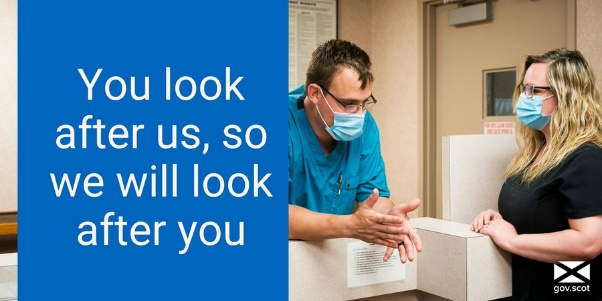 You look
after us, so
we will look
after you
gov.scot